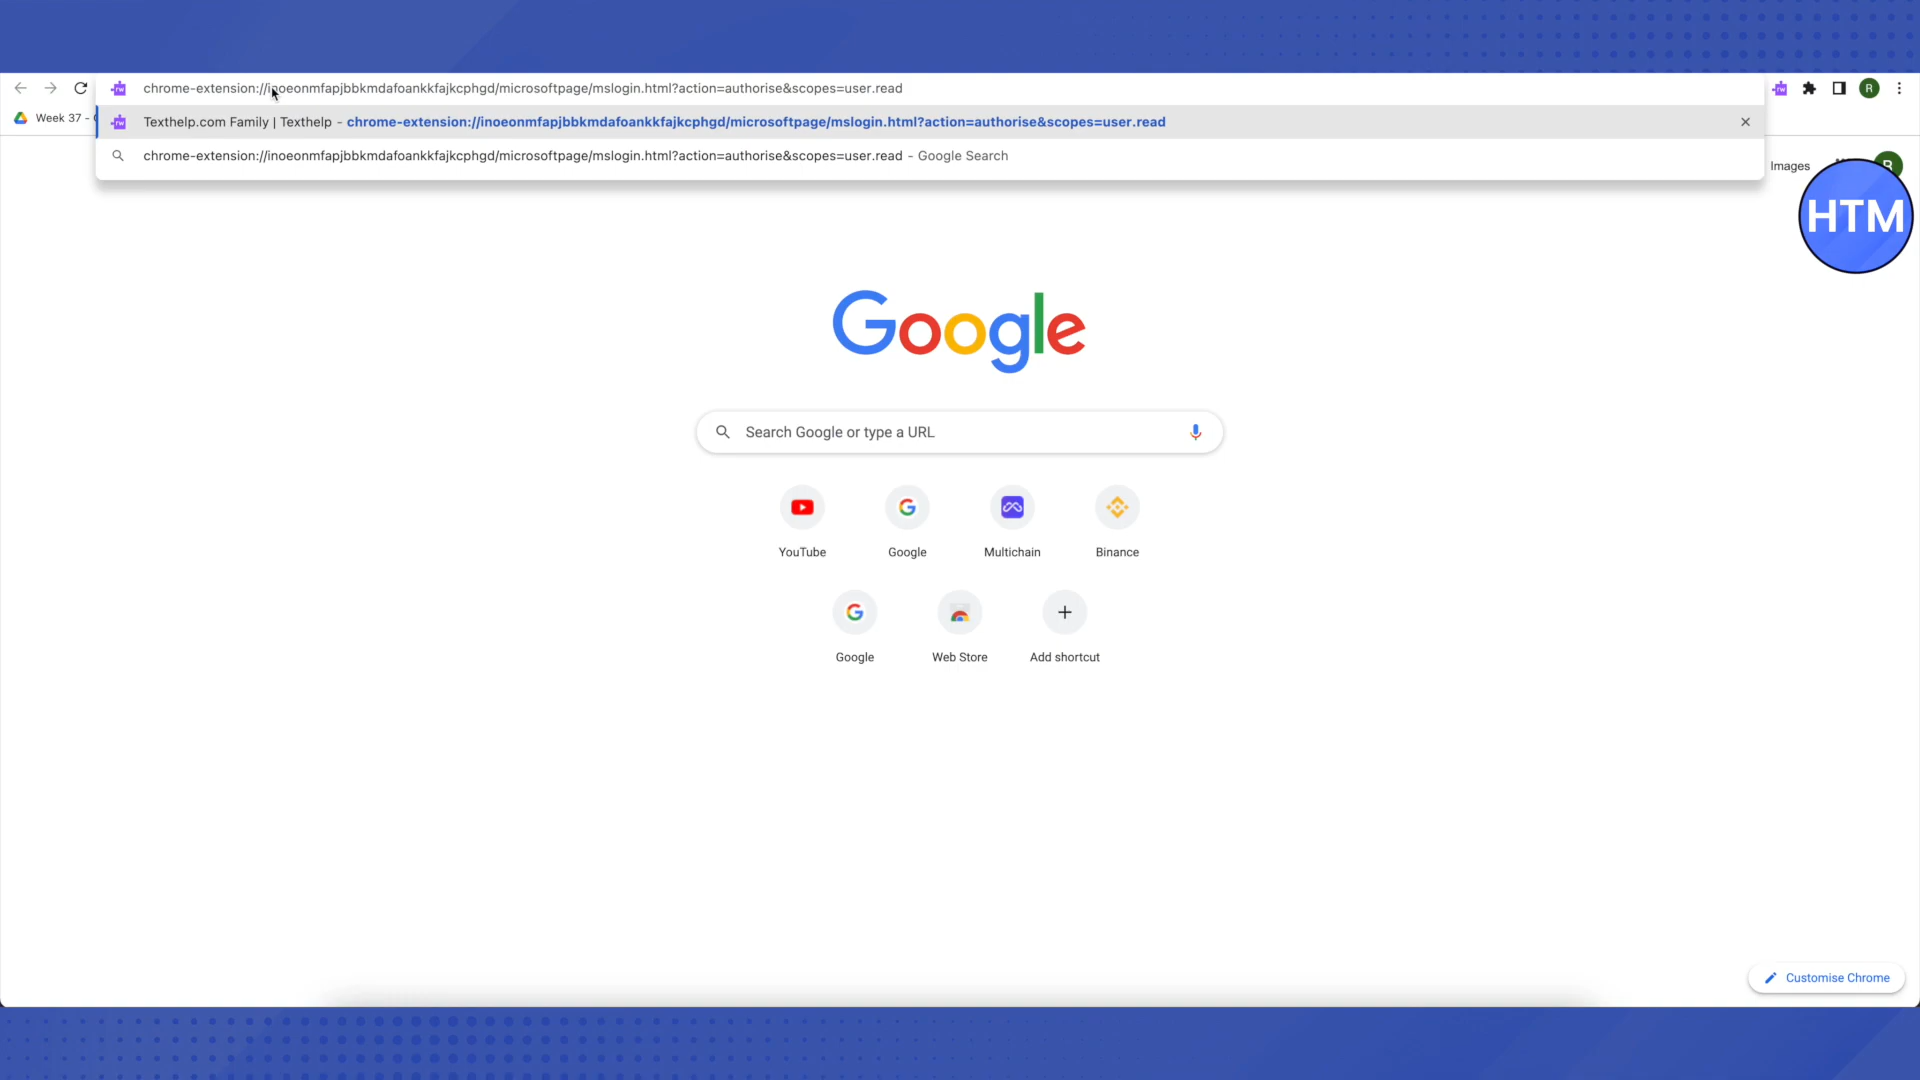 chrome-extension://inoeonmfapjbbkmdafoankkfajkcphgd/microsoftpage/mslogin.html?action=authorise&scopes=user.read
rw
R
Week 37 -
Texthelp.com Family | Texthelp - chrome-extension://inoeonmfapjbbkmdafoankkfajkcphgd/microsoftpage/mslogin.html?action=authorise&scopes=user.read
chrome-extension://inoeonmfapjbbkmdafoankkfajkcphgd/microsoftpage/mslogin.html?action=authorise&scopes=user.read - Google Search
Images
HTM
Google
Search Google or type a URL
YouTube
Google
Multichain
Binance
Google
Web Store
Add shortcut
Customise Chrome